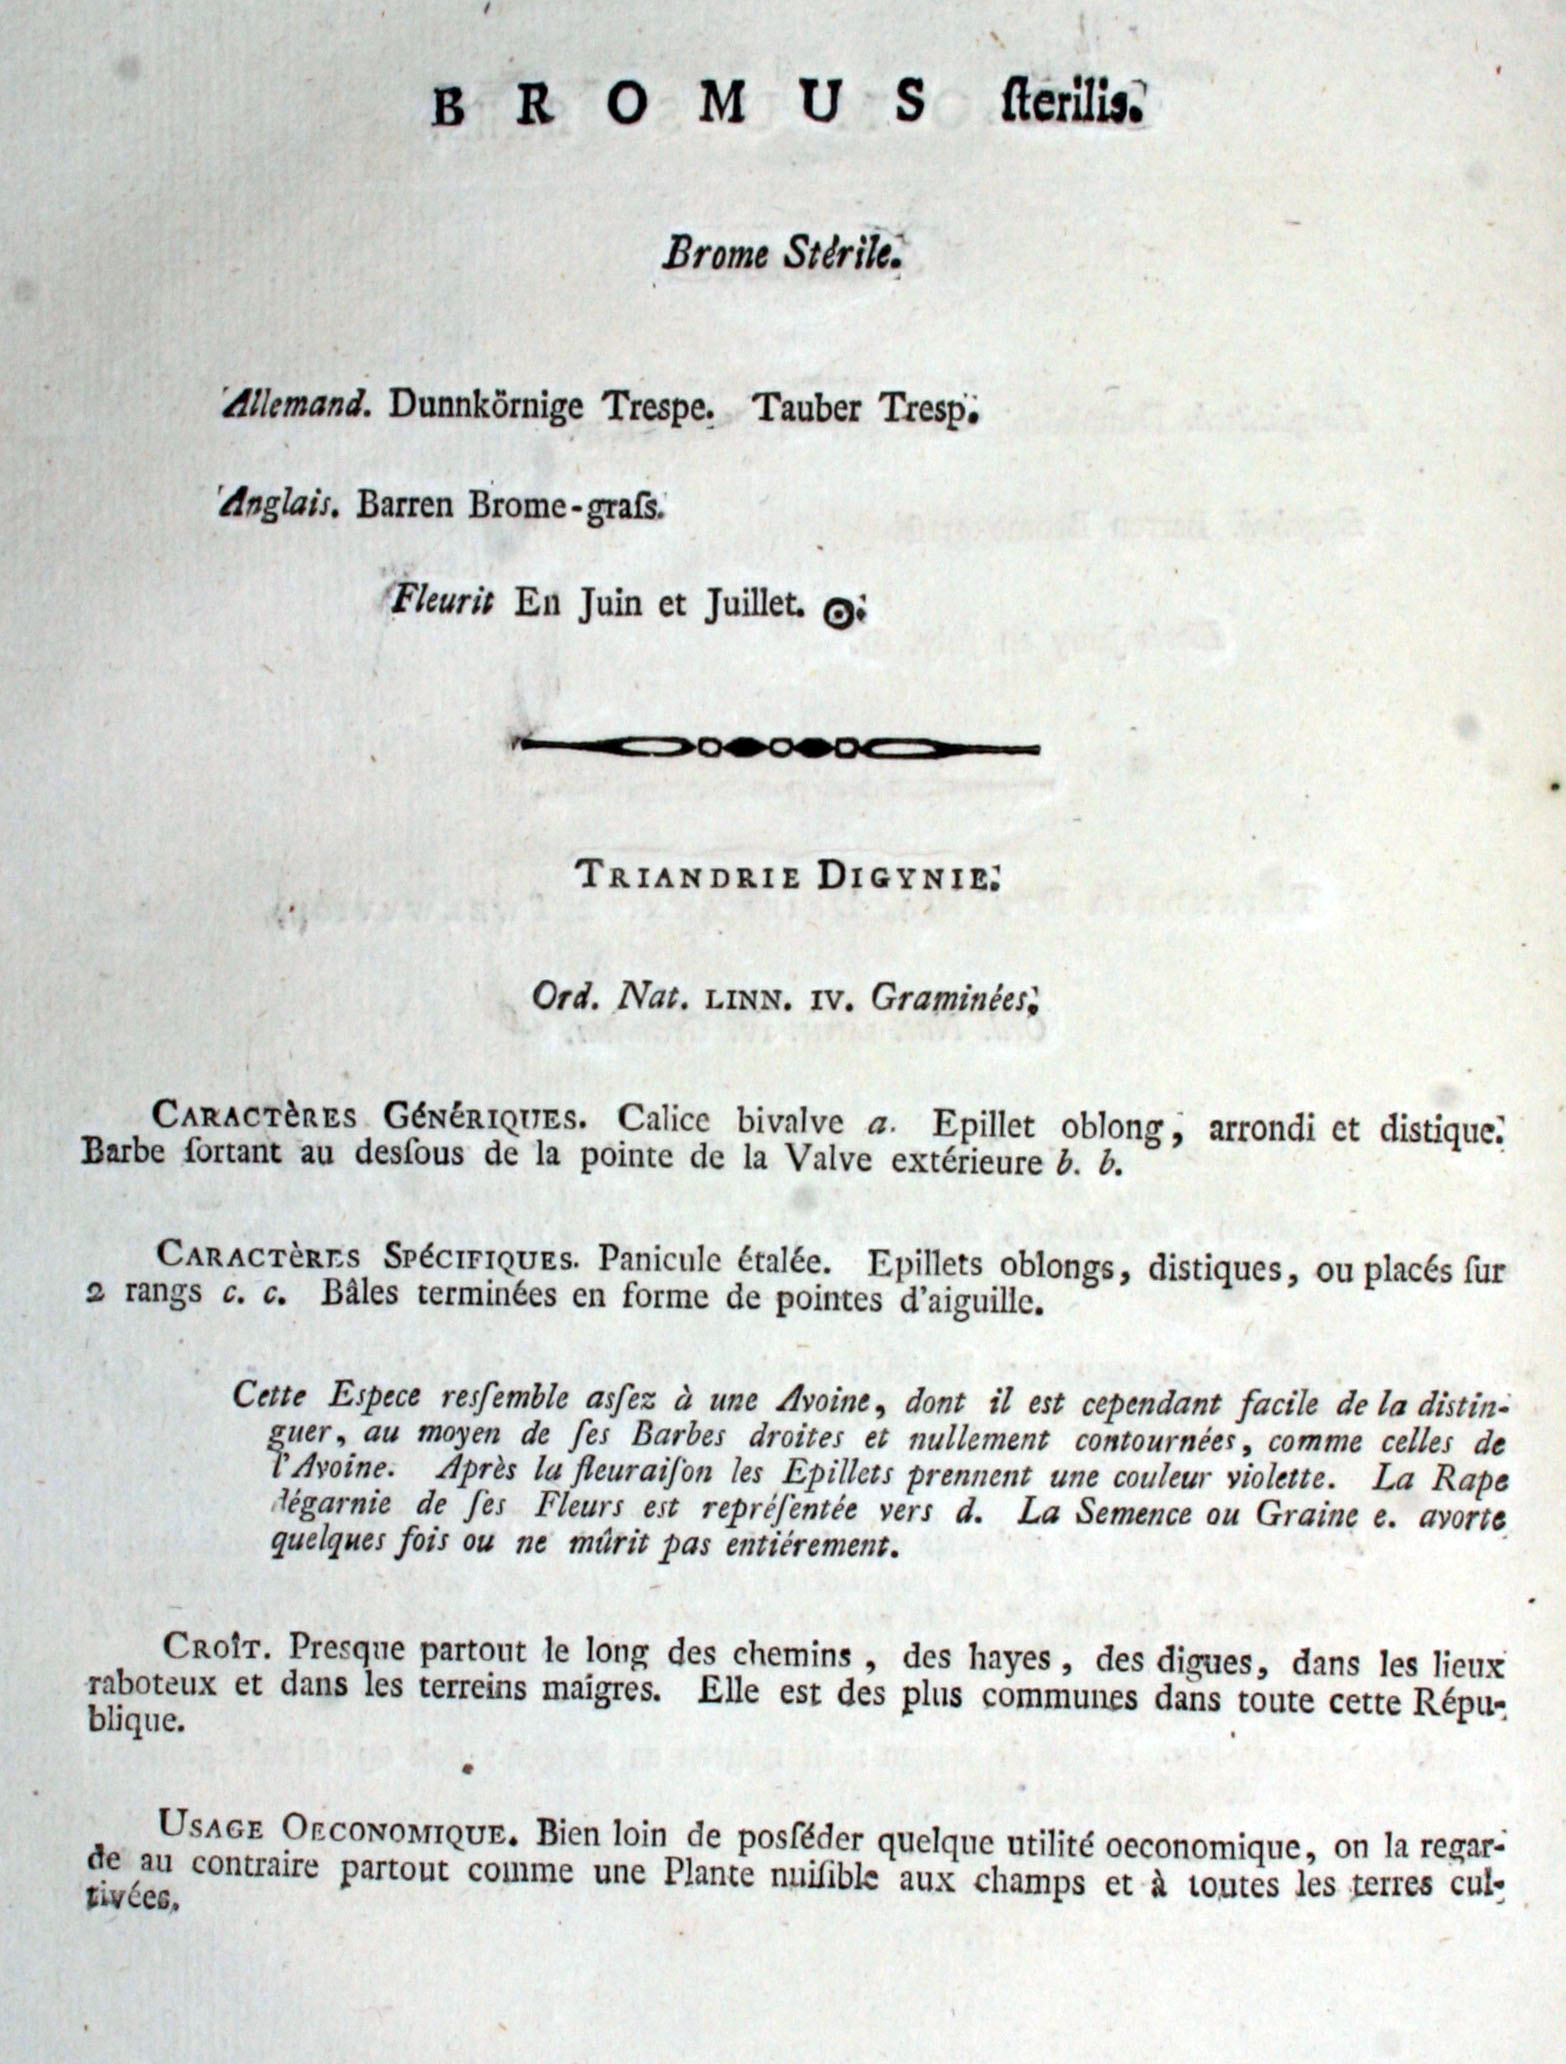 BROMUS ſterilis.
Brome Stérile.
Allemand. Dunnkörnige Trespe. Tauber Tresp.
Anglais. Barren Brome-graſs.
Fleurit En Juin et Juillet. ☉.
TRIANDRIE DIGYNIE.
Ord. Nat. LINN. IV. Graminées.
CARACTèRES GéNéRIQUES. Calice bivalve a. Epillet oblong, arrondi et distique.
Barbe ſortant au desſous de la pointe de la Valve extérieure b. b.
CARACTèRES SPéCIFIQUES. Panicule étalée. Epillets oblongs, distiques, ou placés ſur
2 rangs c. c. Bâles terminées en forme de pointes d'aiguille.
Cette Espece resſemble asſez à une Avoine, dont il est cependant facile de la distin-
guer, au moyen de ſes Barbes droites et nullement contournées, comme celles de
l'Avoine. Après la fleuraiſon les Epillets prennent une couleur violette. La Rape
dégarnie de ſes Fleurs est repréſentée vers d. La Semence ou Graine e. avorte
quelques fois ou ne mûrit pas entiérement.
CROîT. Presque partout le long des chemins, des hayes, des digues, dans les lieux
raboteux et dans les terreins maigres. Elle est des plus communes dans toute cette Répu-
blique.
USAGE OECONOMIQUE. Bien loin de posſéder quelque utilité oeconomique, on la regar-
de au contraire partout comme une Plante nuiſible aux champs et à toutes les terres cul-
tivées.